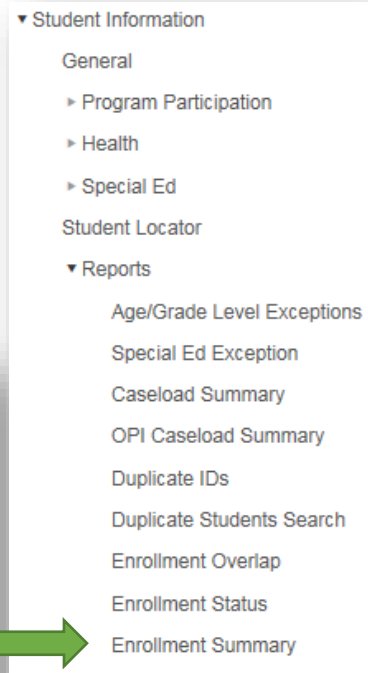 Student Information
General
Program Participation
Health
Special Ed
Student Locator
Reports
Age/Grade Level Exceptions
Special Ed Exception
Caseload Summary
OPI Caseload Summary
Duplicate IDs
Duplicate Students Search
Enrollment Overlap
Enrollment Status
Enrollment Summary